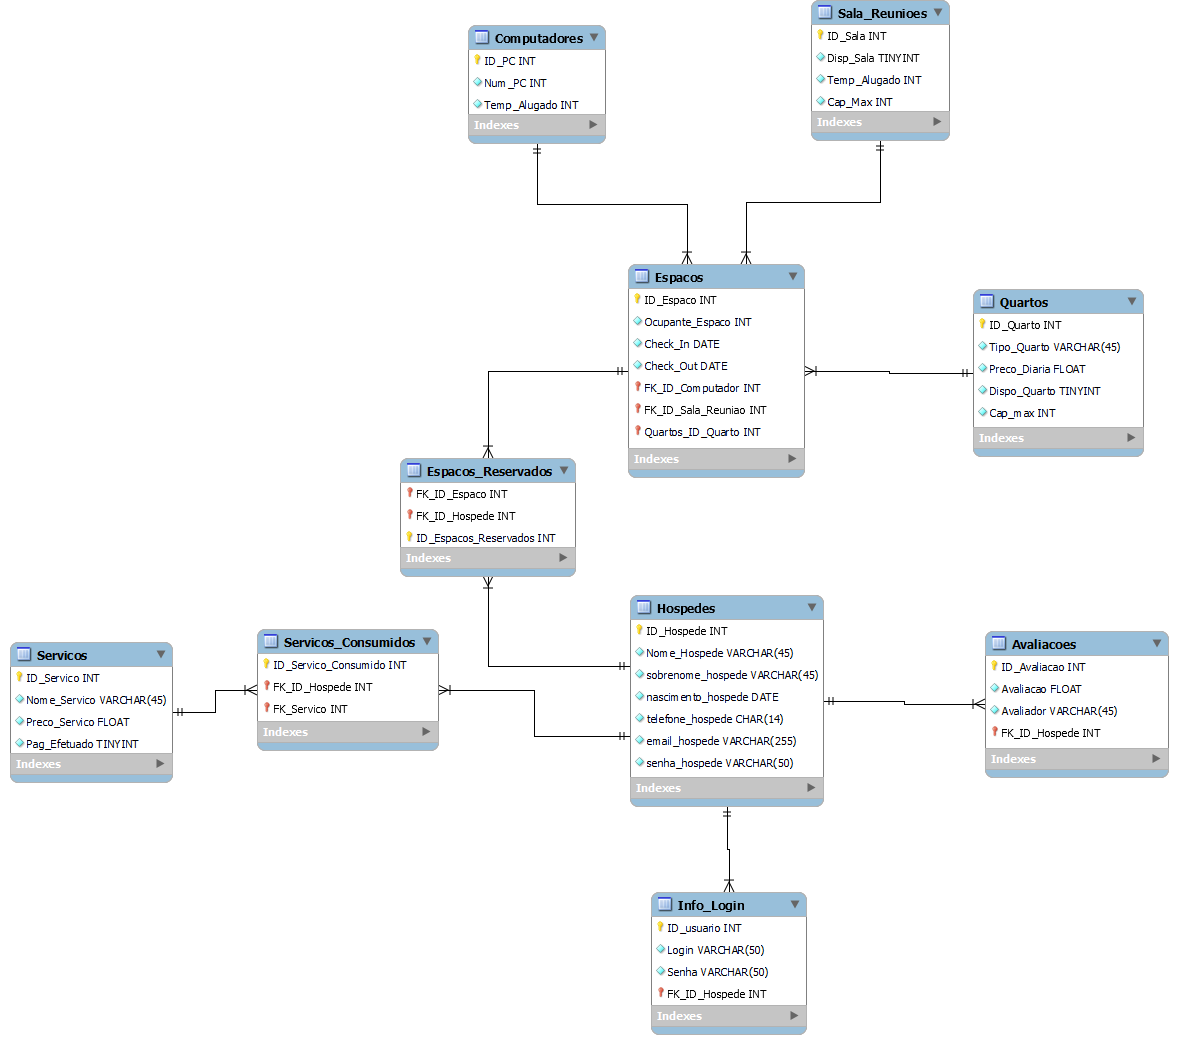 Computadores
ID_PC INT
Num_PC INT
Temp_Alugado INT
Indexes
Sala_Reunioes
ID_Sala INT
Disp_Sala TINYINT
Temp_Alugado INT
Cap_Max INT
Indexes
Espacos
ID_Espaco INT
Ocupante_Espaco INT
Check_In DATE
Check_Out DATE
FK_ID_Computador INT
FK_ID_Sala_Reuniao INT
Quartos_ID_Quarto INT
Indexes
Quartos
ID_Quarto INT
Tipo_Quarto VARCHAR(45)
Preco_Diaria FLOAT
Dispo_Quarto TINYINT
Cap_max INT
Indexes
Espacos_Reservados
FK_ID_Espaco INT
FK_ID_Hospede INT
ID_Espacos_Reservados INT
Indexes
Servicos
ID_Servico INT
Nome_Servico VARCHAR(45)
Preco_Servico FLOAT
Pag_Efetuado TINYINT
Indexes
Servicos_Consumidos
ID_Servico_Consumido INT
FK_ID_Hospede INT
FK_Servico INT
Indexes
Hospedes
ID_Hospede INT
Nome_Hospede VARCHAR(45)
sobrenome_hospede VARCHAR(45)
nascimento_hospede DATE
telefone_hospede CHAR(14)
email_hospede VARCHAR(255)
senha_hospede VARCHAR(50)
Indexes
Avaliacoes
ID_Avaliacao INT
Avaliacao FLOAT
Avaliador VARCHAR(45)
FK_ID_Hospede INT
Indexes
Info_Login
ID_usuario INT
Login VARCHAR(50)
Senha VARCHAR(50)
FK_ID_Hospede INT
Indexes